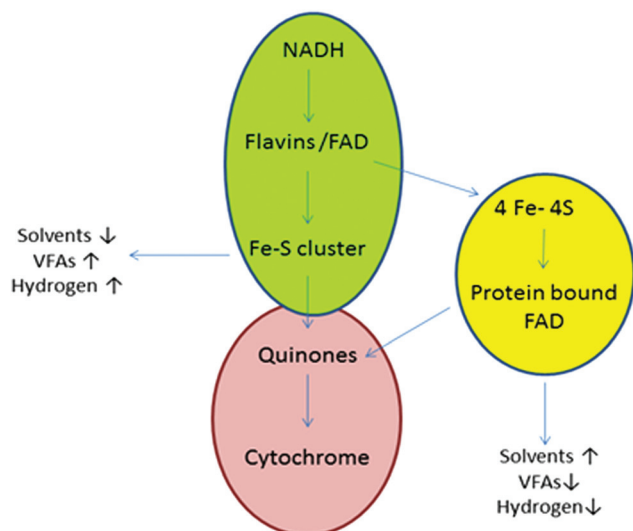 NADH
Flavins /FAD
Fe-S cluster
Quinones
Cytochrome
4 Fe- 4S
Protein bound
FAD
Solvents ↓
VFAs ↑
Hydrogen ↑
Solvents ↑
VFAs↓
Hydrogen↓